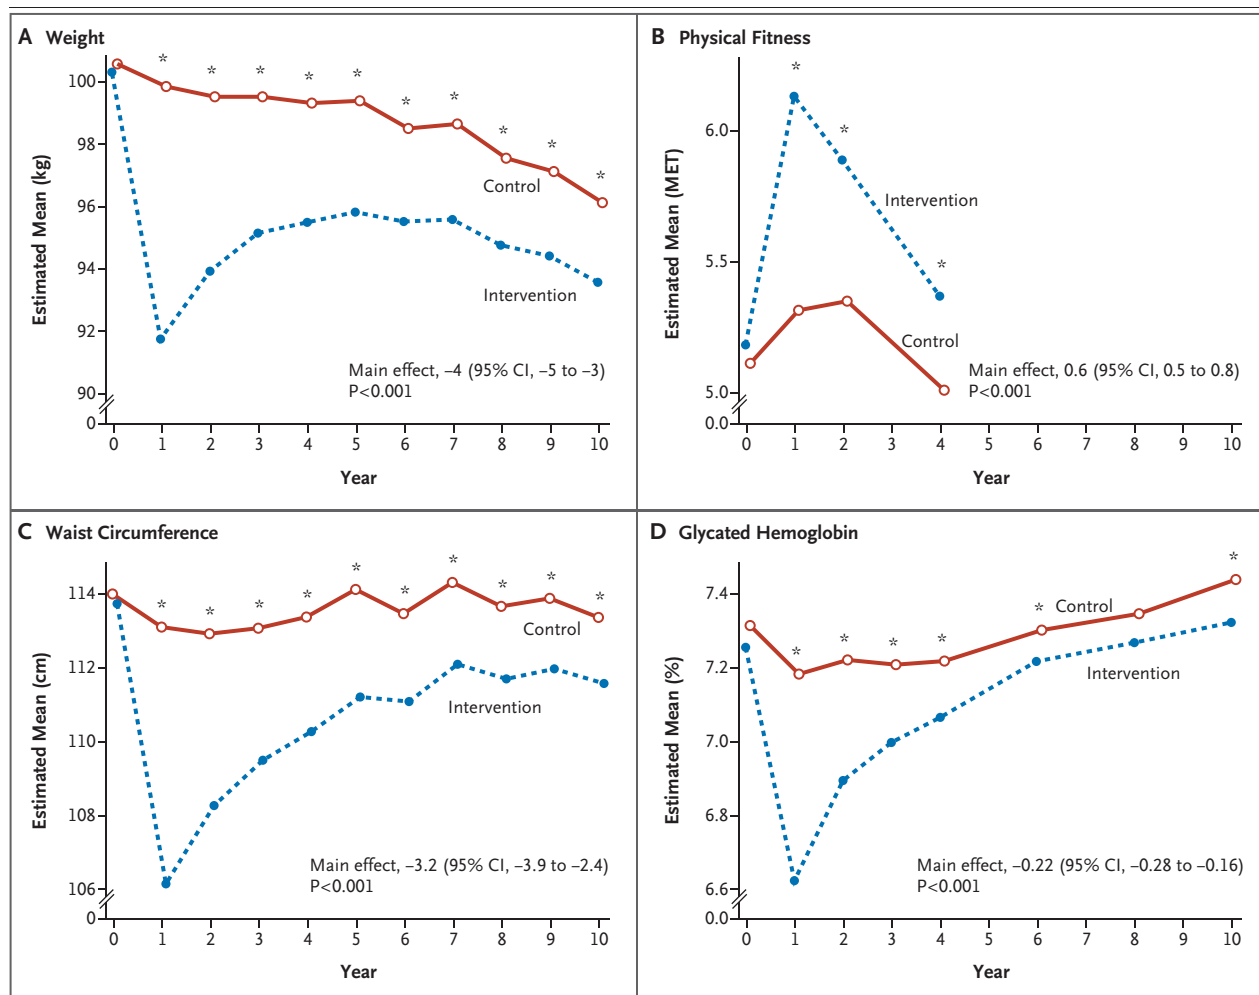 A Weight
*
*
*
*
*
*
*
*
*
*
100
98
96
94
92
90
0
Estimated Mean (kg)
Control
Intervention
Main effect, –4 (95% CI, –5 to –3)
P<0.001
0 1 2 3 4 5 6 7 8 9 10
Year
B Physical Fitness
*
*
*
6.0
5.5
5.0
0.0
Estimated Mean (MET)
Intervention
Control
Main effect, 0.6 (95% CI, 0.5 to 0.8)
P<0.001
0 1 2 3 4 5 6 7 8 9 10
Year
C Waist Circumference
*
*
*
*
*
*
*
*
*
*
114
112
110
108
106
0
Estimated Mean (cm)
Control
Intervention
Main effect, –3.2 (95% CI, –3.9 to –2.4)
P<0.001
0 1 2 3 4 5 6 7 8 9 10
Year
D Glycated Hemoglobin
*
*
*
*
*
*
7.4
7.2
7.0
6.8
6.6
0.0
Estimated Mean (%)
Control
Intervention
Main effect, –0.22 (95% CI, –0.28 to –0.16)
P<0.001
0 1 2 3 4 5 6 7 8 9 10
Year